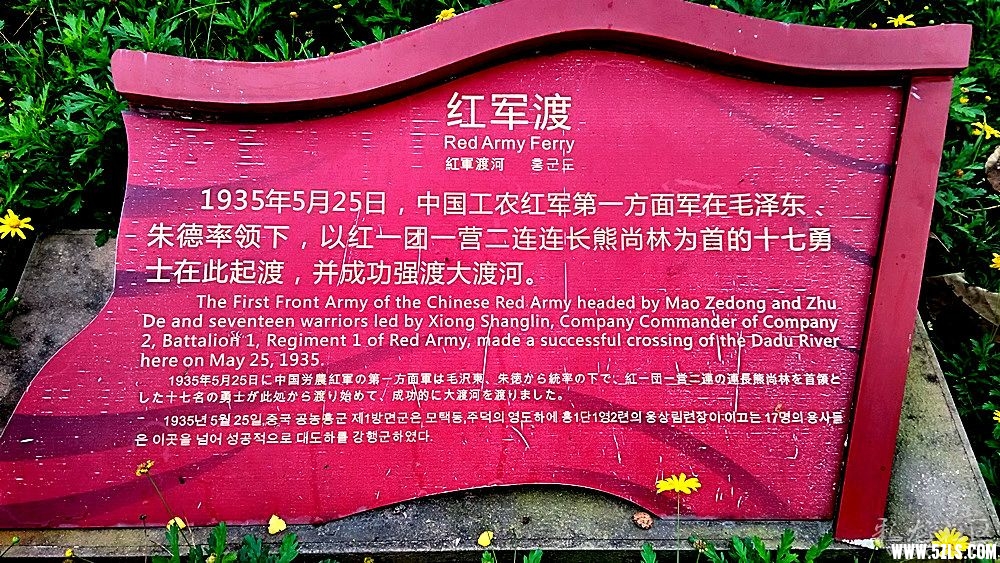 红军渡
Red Army Ferry
紅軍渡河 홍군도
1935年5月25日，中国工农红军第一方面军在毛泽东、
朱德率领下，以红一团一营二连连长熊尚林为首的十七勇
士在此起渡，并成功强渡大渡河。
The First Front Army of the Chinese Red Army headed by Mao Zedong and Zhu
De and seventeen warriors led by Xiong Shanglin, Company Commander of Company
2, Battalion 1, Regiment 1 of Red Army, made a successful crossing of the Dadu River
here on May 25, 1935.
1935年5月25日に中国労農紅軍の第一方面軍は毛沢東、朱徳から統率の下で、紅一団一営二連の連長熊尚林を首領と
した十七名の勇士が此処から渡り始めて、成功的に大渡河を渡りました。
1935년 5월 25일,중국 공농홍군 제1방면군은 모택동,주덕의 영도하에 홍1단1영2련의 웅상림련장이 이끄는 17명의 용사들
은 이곳을 넘어 성공적으로 대도하를 강행군하였다.
WWW.5ZLS.COM